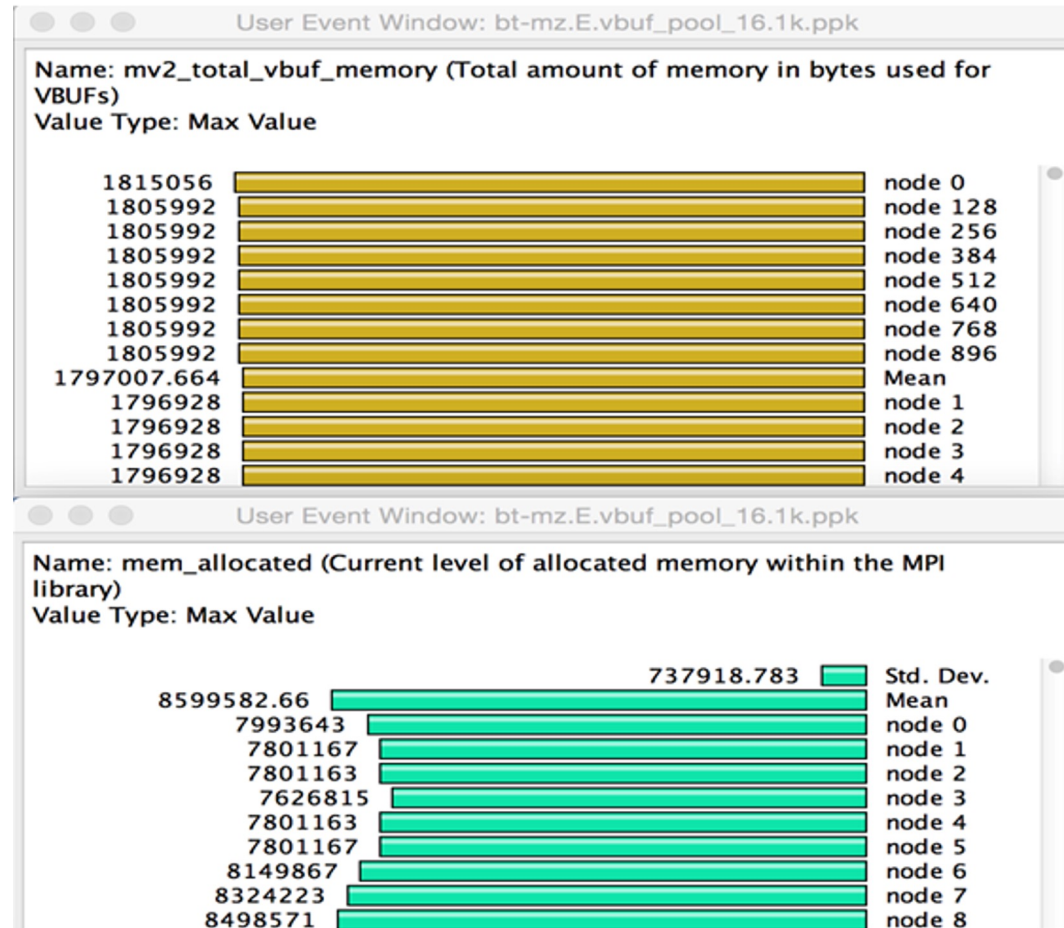 User Event Window: bt-mz.E.vbuf_pool_16.1k.ppk
Name: mv2_total_vbuf_memory (Total amount of memory in bytes used for
VBUFs)
Value Type: Max Value
1815056 node 0
1805992 node 128
1805992 node 256
1805992 node 384
1805992 node 512
1805992 node 640
1805992 node 768
1805992 node 896
1797007.664 Mean
1796928 node 1
1796928 node 2
1796928 node 3
1796928 node 4
User Event Window: bt-mz.E.vbuf_pool_16.1k.ppk
Name: mem_allocated (Current level of allocated memory within the MPI
library)
Value Type: Max Value
737918.783 Std. Dev.
8599582.66 Mean
7993643 node 0
7801167 node 1
7801163 node 2
7626815 node 3
7801163 node 4
7801167 node 5
8149867 node 6
8324223 node 7
8498571 node 8